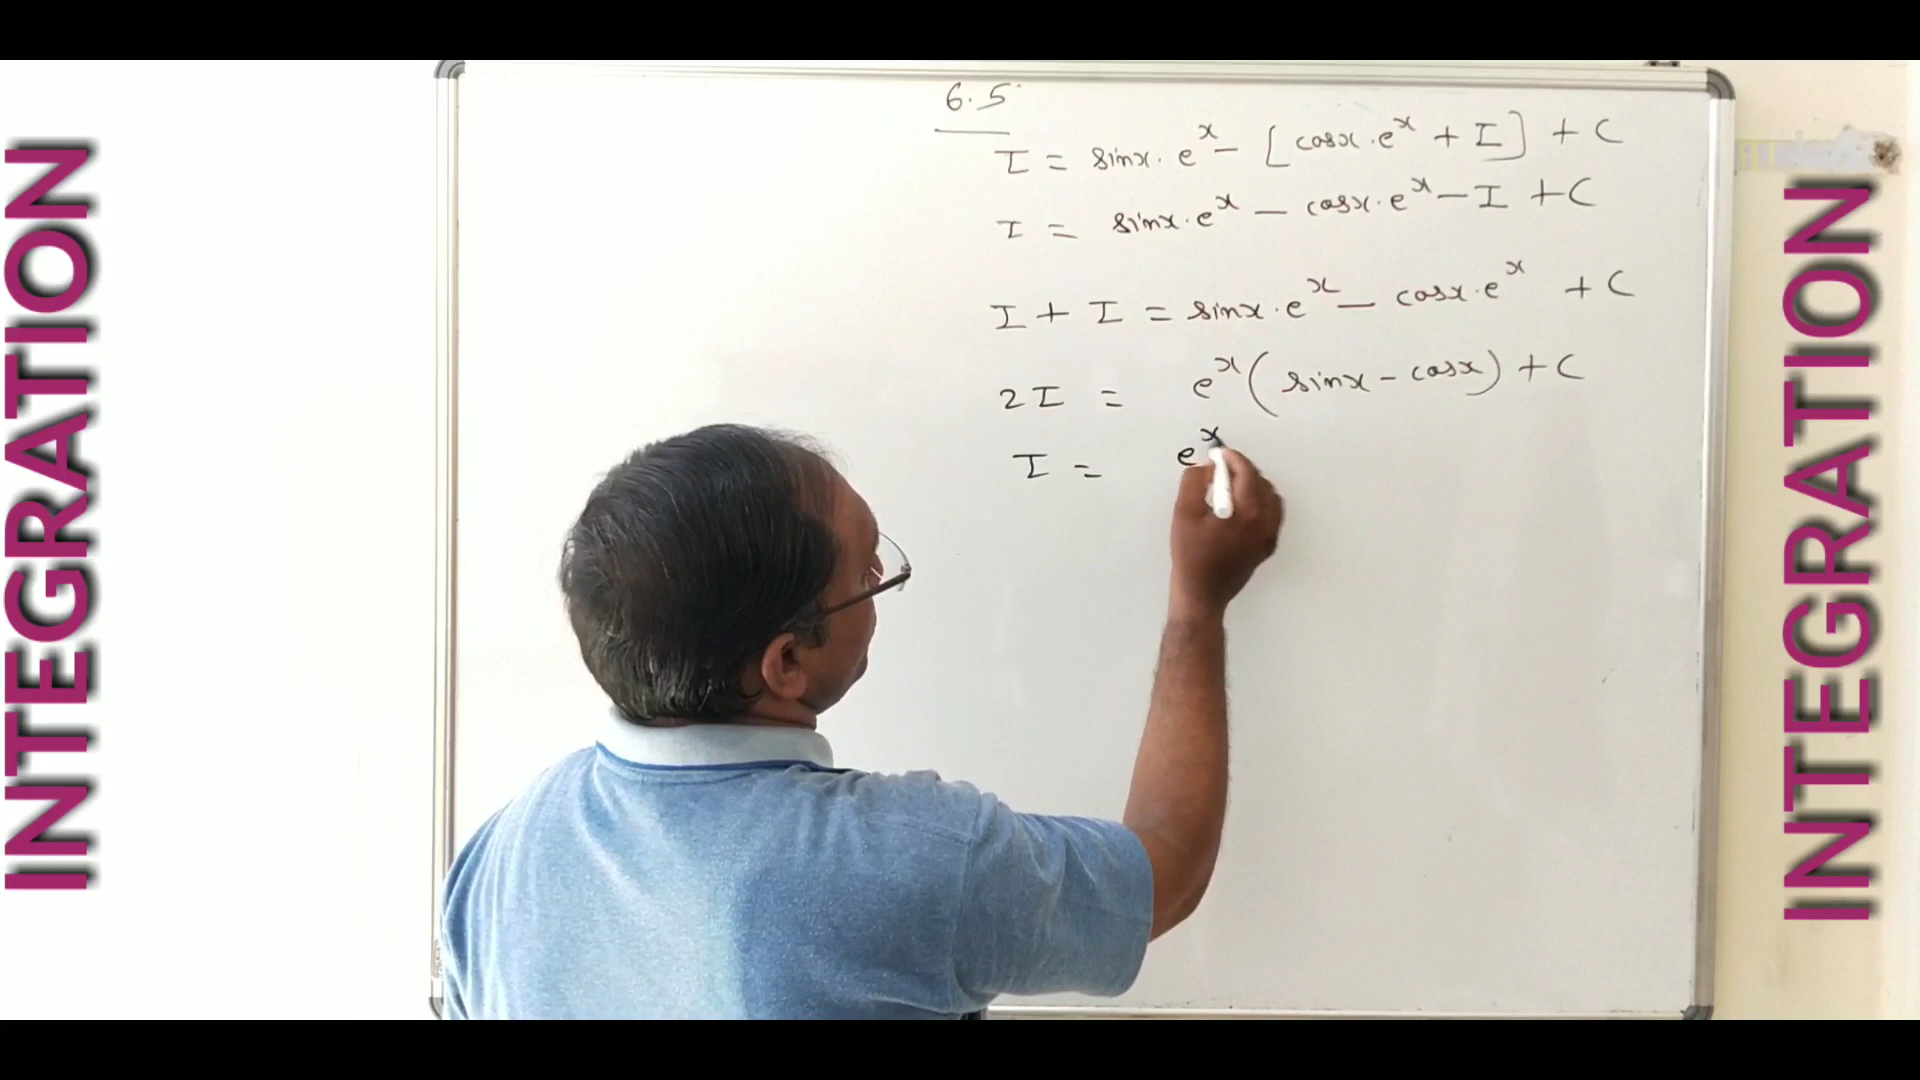 INTEGRATION
6.5
I = sinx. e^x - [cosx.e^x + I] + C
I = sinx.e^x - cosx.e^x - I + C
I + I = sinx.e^x - cosx.e^x + C
2I = e^x(sinx - cosx) + C
I = e^x
INTEGRATION